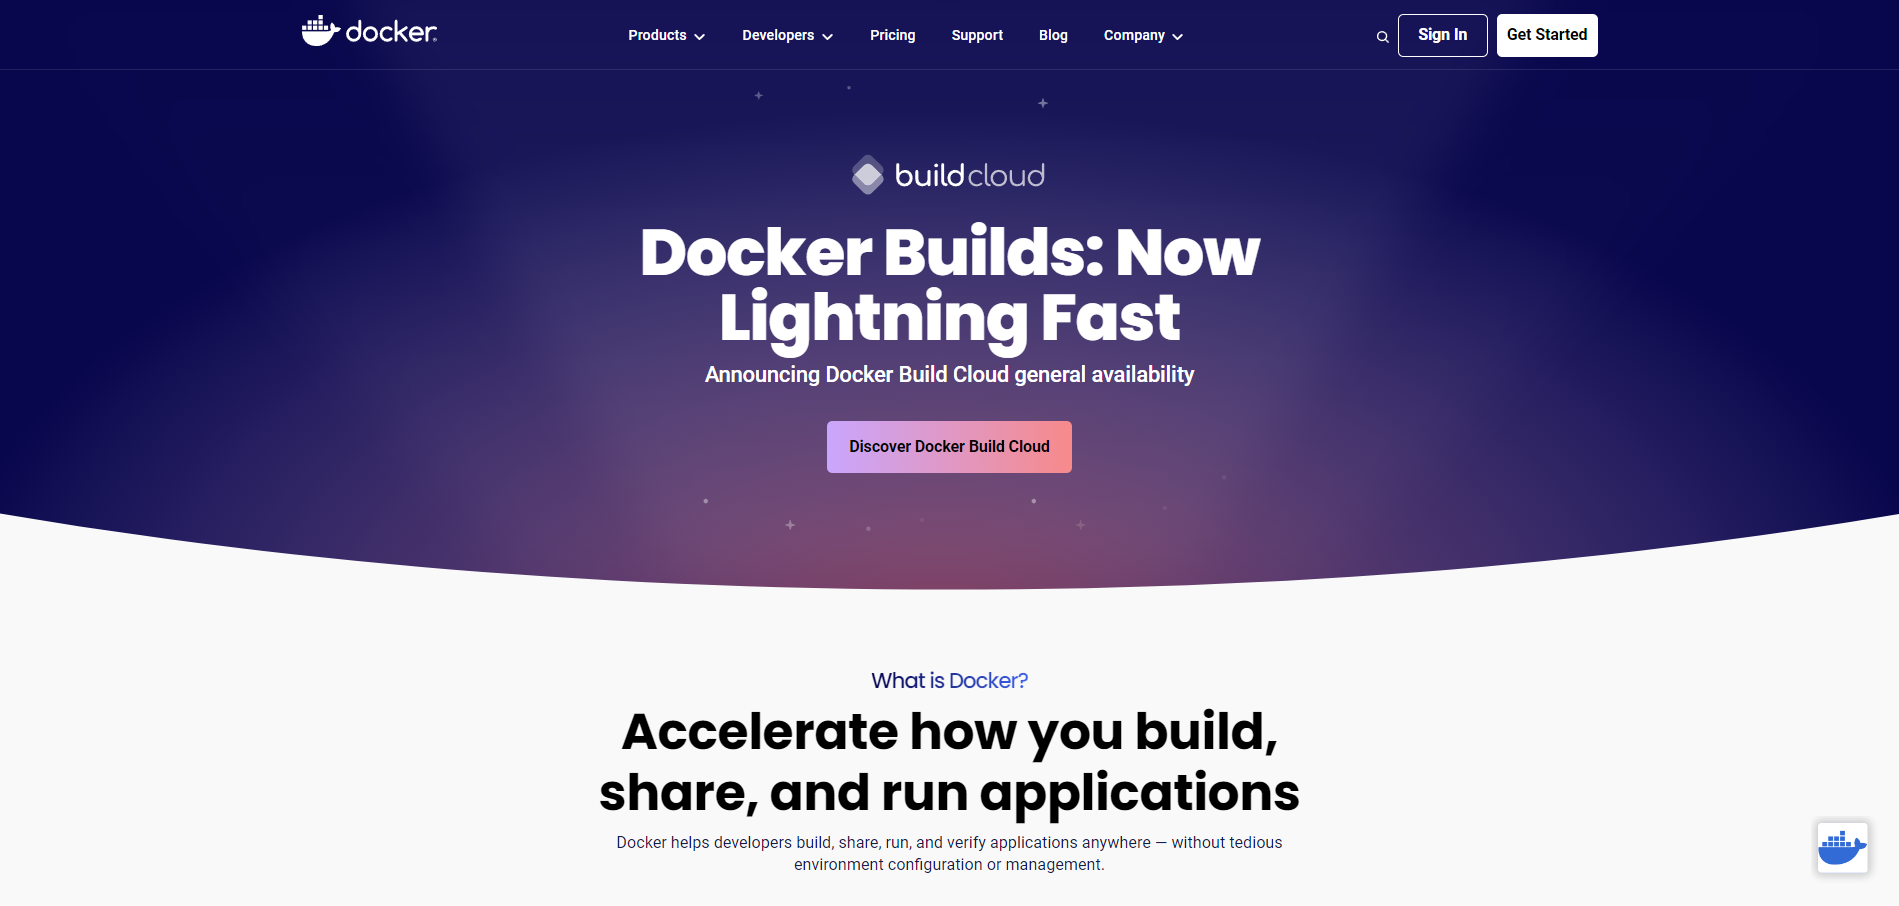 docker
Products
Developers
Pricing
Support
Blog
Company
Sign In
Get Started
build cloud
Docker Builds: Now
Lightning Fast
Announcing Docker Build Cloud general availability
Discover Docker Build Cloud
What is Docker?
Accelerate how you build,
share, and run applications
Docker helps developers build, share, run, and verify applications anywhere — without tedious
environment configuration or management.